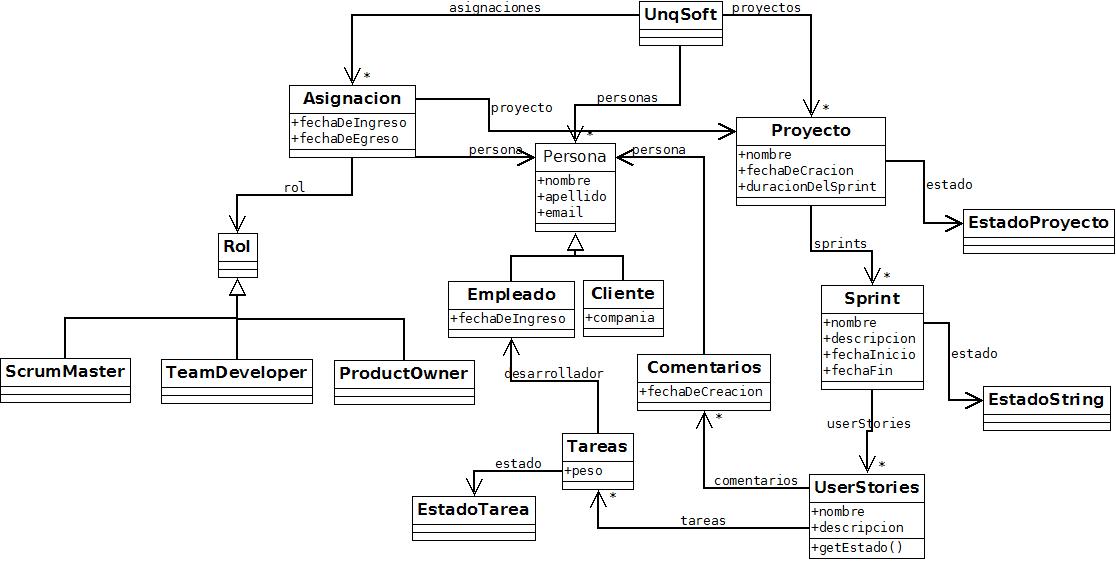 asignaciones
UnqSoft
proyectos
*
Asignacion
+fechaDeIngreso
+fechaDeEgreso
proyecto
personas
*
*
Proyecto
+nombre
+fechaDeCracion
+duracionDelSprint
persona
Persona
+nombre
+apellido
+email
persona
rol
estado
EstadoProyecto
Rol
sprints
*
Empleado
+fechaDeIngreso
Cliente
+compania
Sprint
+nombre
+descripcion
+fechaInicio
+fechaFin
estado
EstadoString
ScrumMaster
TeamDeveloper
ProductOwner
desarrollador
Comentarios
+fechaDeCreacion
*
userStories
*
Tareas
+peso
*
estado
EstadoTarea
comentarios
tareas
UserStories
+nombre
+descripcion
+getEstado()